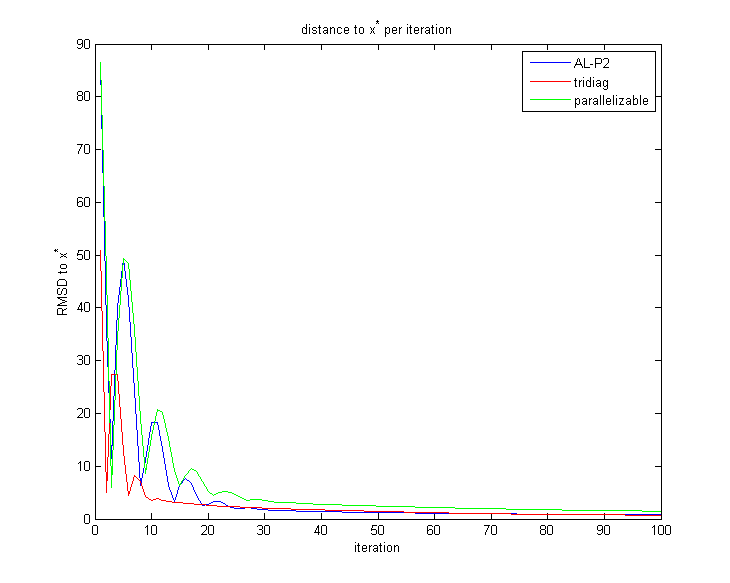 distance to x* per iteration
AL-P2
tridiag
parallelizable
RMSD to x*
90
80
70
60
50
40
30
20
10
0
0 10 20 30 40 50 60 70 80 90 100
iteration